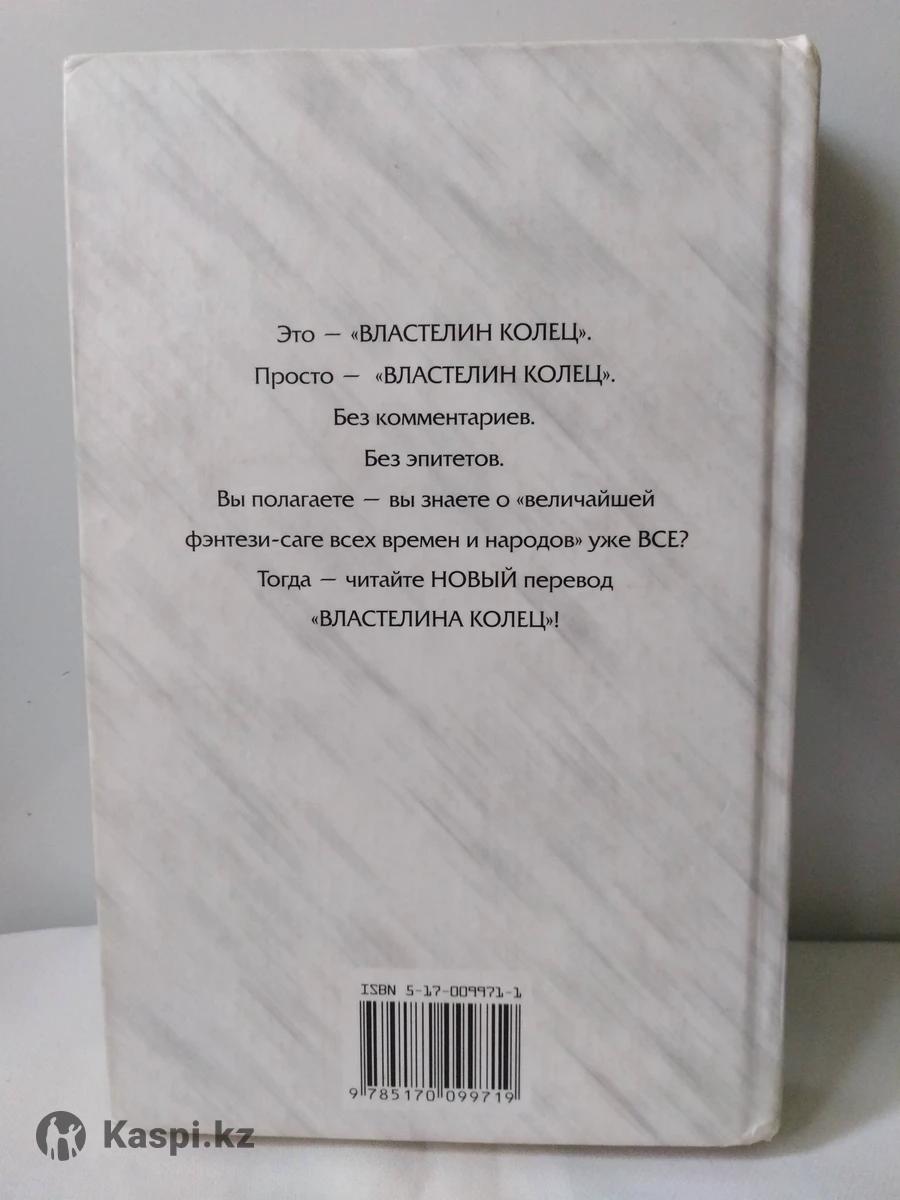 Это — «ВЛАСТЕЛИН КОЛЕЦ».
Просто — «ВЛАСТЕЛИН КОЛЕЦ».
Без комментариев.
Без эпитетов.
Вы полагаете — вы знаете о «величайшей
фэнтези-саге всех времен и народов» уже ВСЕ?
Тогда — читайте НОВЫЙ перевод
«ВЛАСТЕЛИНА КОЛЕЦ»!
ISBN 5-17-009971-1
9 785170 099719
Kaspi.kz